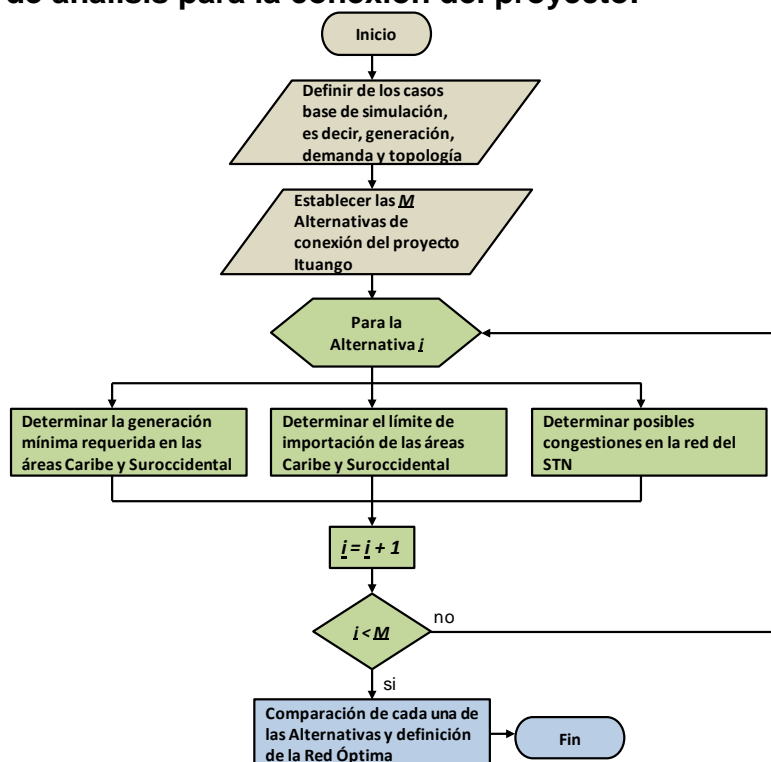 de análisis para la conexión del proyecto.
Inicio
Definir de los casos
base de simulación,
es decir, generación,
demanda y topología
Establecer las M
Alternativas de
conexión del proyecto
Ituango
Para la
Alternativa i
Determinar la generación
mínima requerida en las
áreas Caribe y Suroccidental
Determinar el límite de
importación de las áreas
Caribe y Suroccidental
Determinar posibles
congestiones en la red del
STN
i = i + 1
i < M
no
si
Comparación de cada una de
las Alternativas y definición
de la Red Óptima
Fin